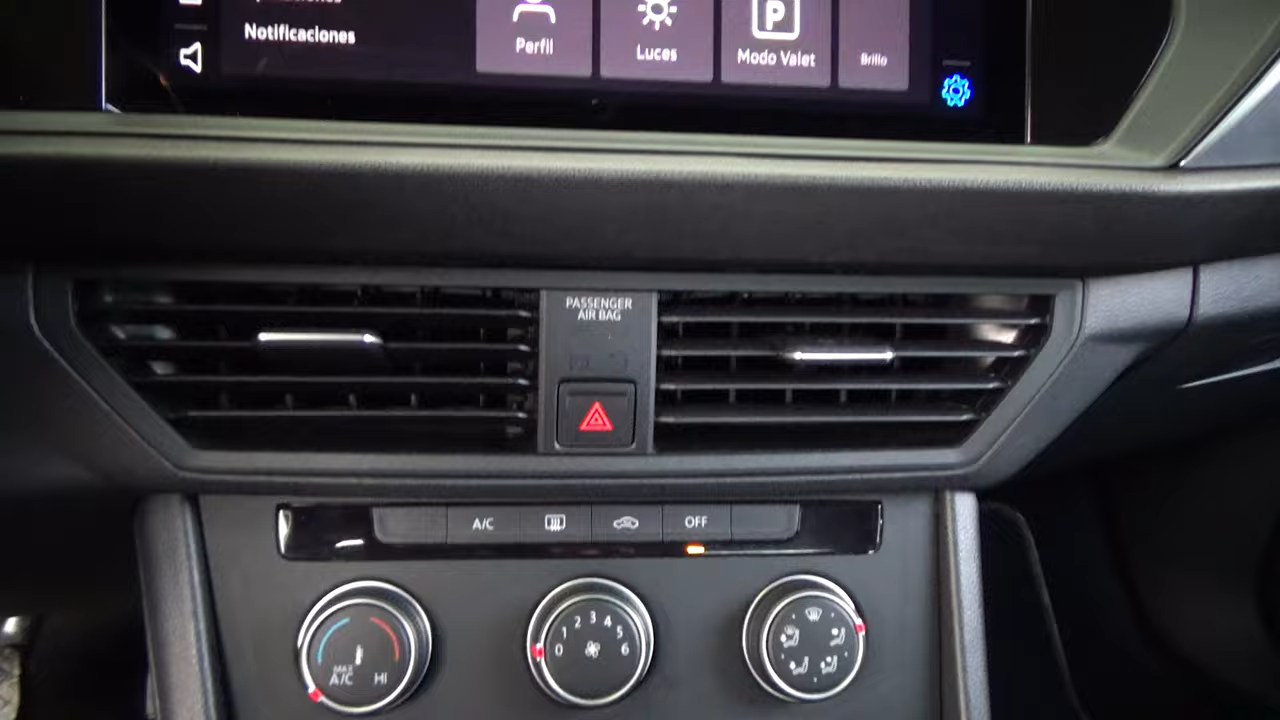 Notificaciones
Perfil
Luces
Modo Valet
Brillo
PASSENGER
AIR BAG
A/C
OFF
MAX
A/C
HI
0 1 2 3 4 5 6